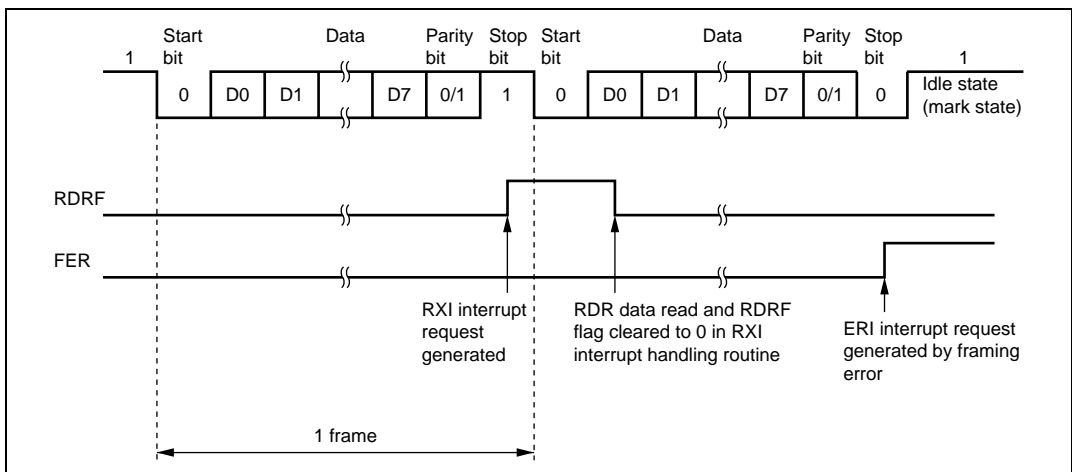 Start Data Parity Stop Start Data Parity Stop
1 bit bit bit bit bit bit 1
0 D0 D1 D7 0/1 1 0 D0 D1 D7 0/1 0 Idle state
(mark state)
RDRF
FER
RXI interrupt
request
generated
RDR data read and RDRF
flag cleared to 0 in RXI
interrupt handling routine
ERI interrupt request
generated by framing
error
1 frame